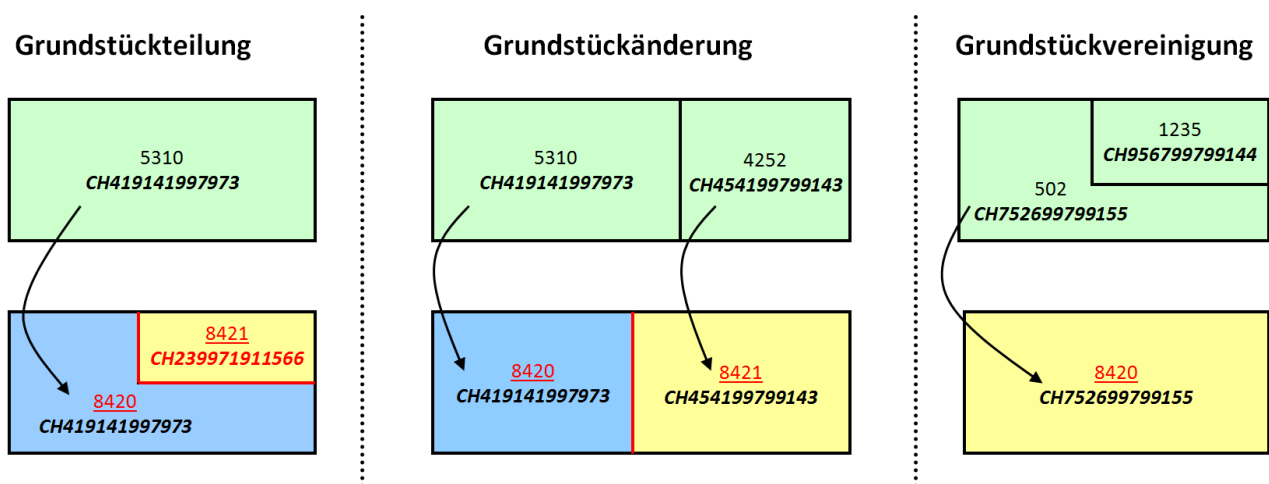 Grundstückteilung
5310
CH419141997973
8421
CH239971911566
8420
CH419141997973
Grundstückänderung
5310
CH419141997973
4252
CH454199799143
8420
CH419141997973
8421
CH454199799143
Grundstückvereinigung
1235
CH956799799144
502
CH752699799155
8420
CH752699799155